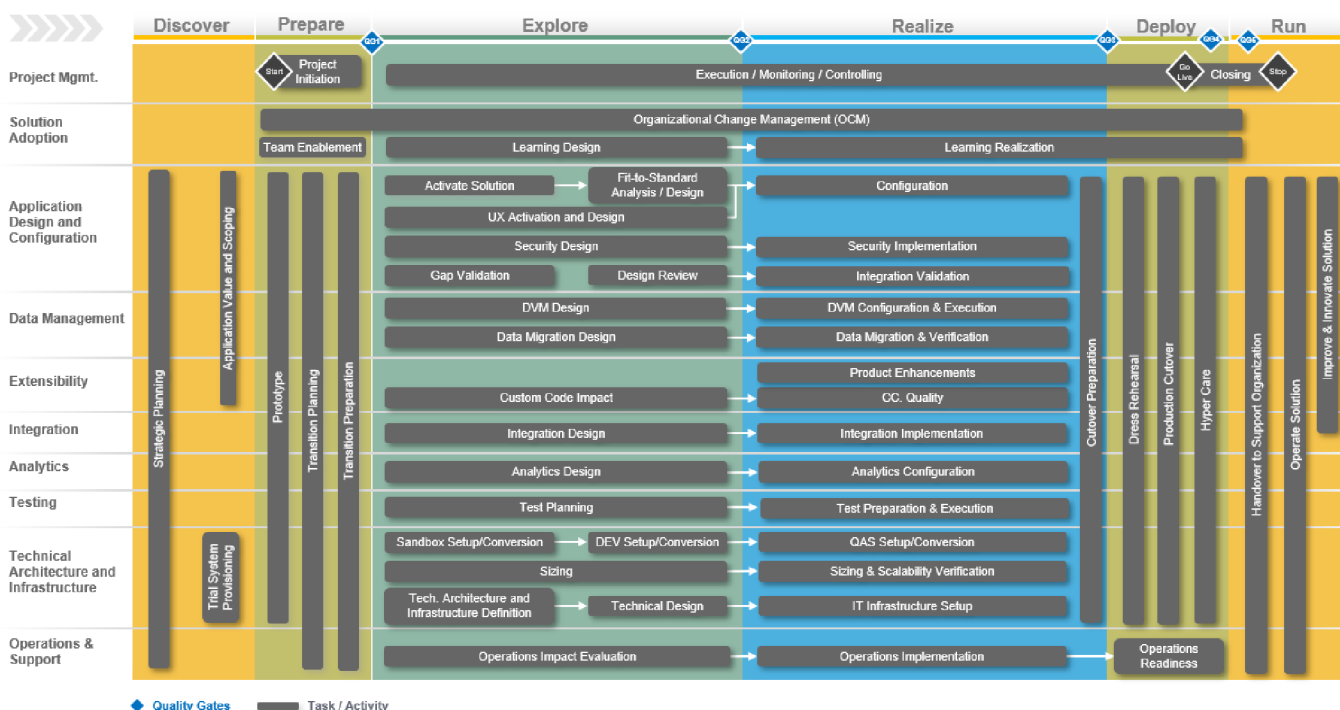 Discover
Prepare
Explore
Realize
Deploy
Run
QG1
QG2
QG3
QG4
QG5
Project Mgmt.
Start
Project
Initiation
Execution / Monitoring / Controlling
Go
Live
Closing
Stop
Solution
Adoption
Organizational Change Management (OCM)
Team Enablement
Learning Design
Learning Realization
Application
Design and
Configuration
Activate Solution
Fit-to-Standard
Analysis / Design
Configuration
UX Activation and Design
Security Design
Security Implementation
Gap Validation
Design Review
Integration Validation
Data Management
DVM Design
DVM Configuration & Execution
Data Migration Design
Data Migration & Verification
Extensibility
Product Enhancements
Custom Code Impact
CC. Quality
Integration
Integration Design
Integration Implementation
Analytics
Analytics Design
Analytics Configuration
Testing
Test Planning
Test Preparation & Execution
Technical
Architecture and
Infrastructure
Sandbox Setup/Conversion
DEV Setup/Conversion
QAS Setup/Conversion
Sizing
Sizing & Scalability Verification
Tech. Architecture and
Infrastructure Definition
Technical Design
IT Infrastructure Setup
Operations &
Support
Operations Impact Evaluation
Operations Implementation
Operations
Readiness
Strategic Planning
Application Value and Scoping
Trial System
Provisioning
Prototype
Transition Planning
Transition Preparation
Cutover Preparation
Dress Rehearsal
Production Cutover
Hyper Care
Handover to Support Organization
Operate Solution
Improve & Innovate Solution
Quality Gates
Task / Activity